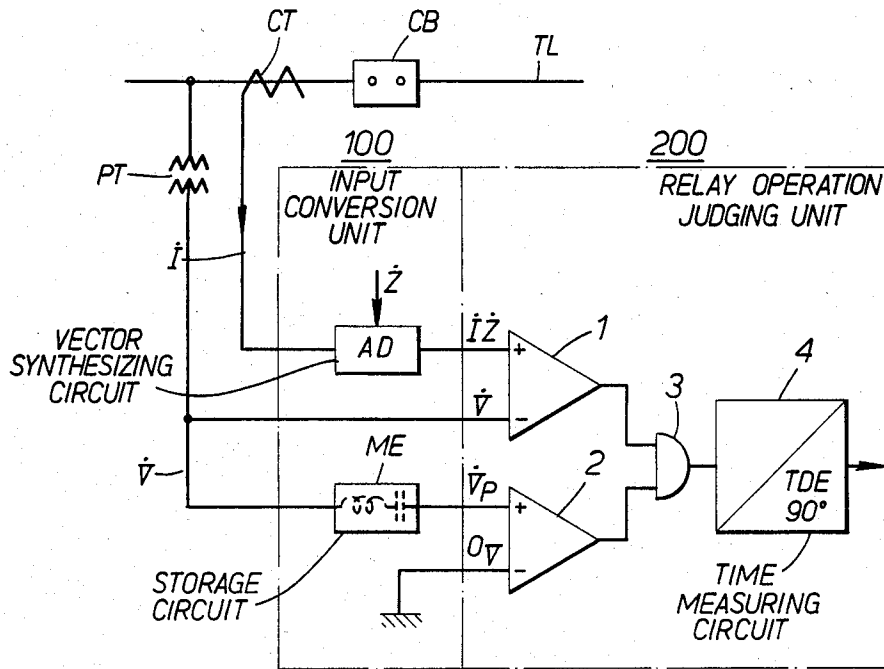 CT
CB
TL
PT
100
INPUT
CONVERSION
UNIT
200
RELAY OPERATION
JUDGING UNIT
İ
Ż
VECTOR
SYNTHESIZING
CIRCUIT
AD
İŻ
+
1
V̇
−
3
4
V̇
ME
V̇P
+
2
0V
−
TDE
90°
STORAGE
CIRCUIT
TIME
MEASURING
CIRCUIT